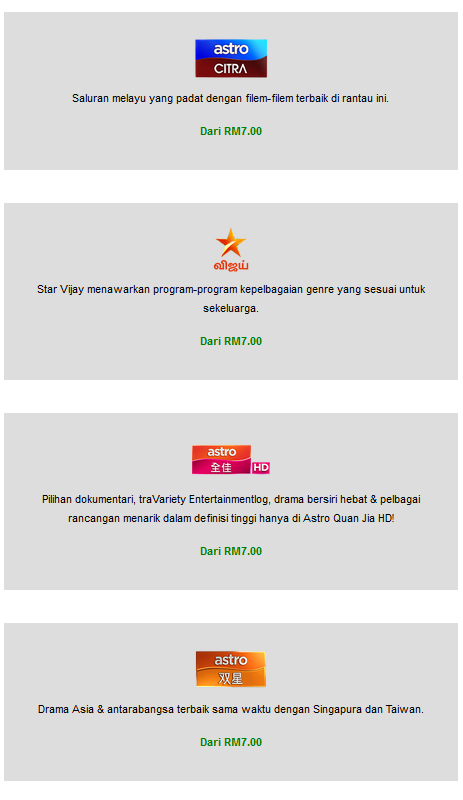 astro
CITRA
Saluran melayu yang padat dengan filem-filem terbaik di rantau ini.
Dari RM7.00
விஜய்
Star Vijay menawarkan program-program kepelbagaian genre yang sesuai untuk
sekeluarga.
Dari RM7.00
astro
全佳 HD
Pilihan dokumentari, traVariety Entertainmentlog, drama bersiri hebat & pelbagai
rancangan menarik dalam definisi tinggi hanya di Astro Quan Jia HD!
Dari RM7.00
astro
双星
Drama Asia & antarabangsa terbaik sama waktu dengan Singapura dan Taiwan.
Dari RM7.00